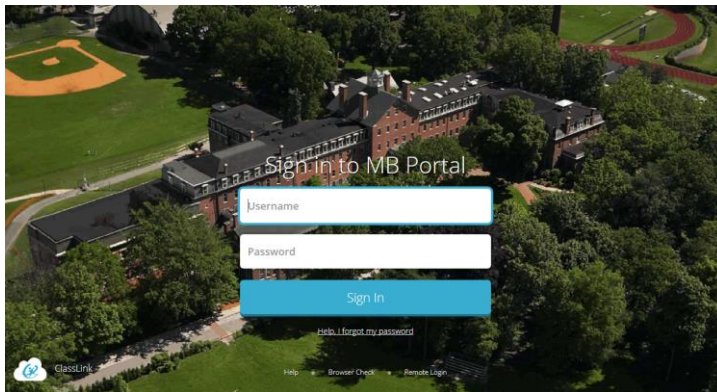 Sign in to MB Portal
Username
Password
Sign In
Help, I forgot my password
ClassLink
Help Browser Check Remote Login